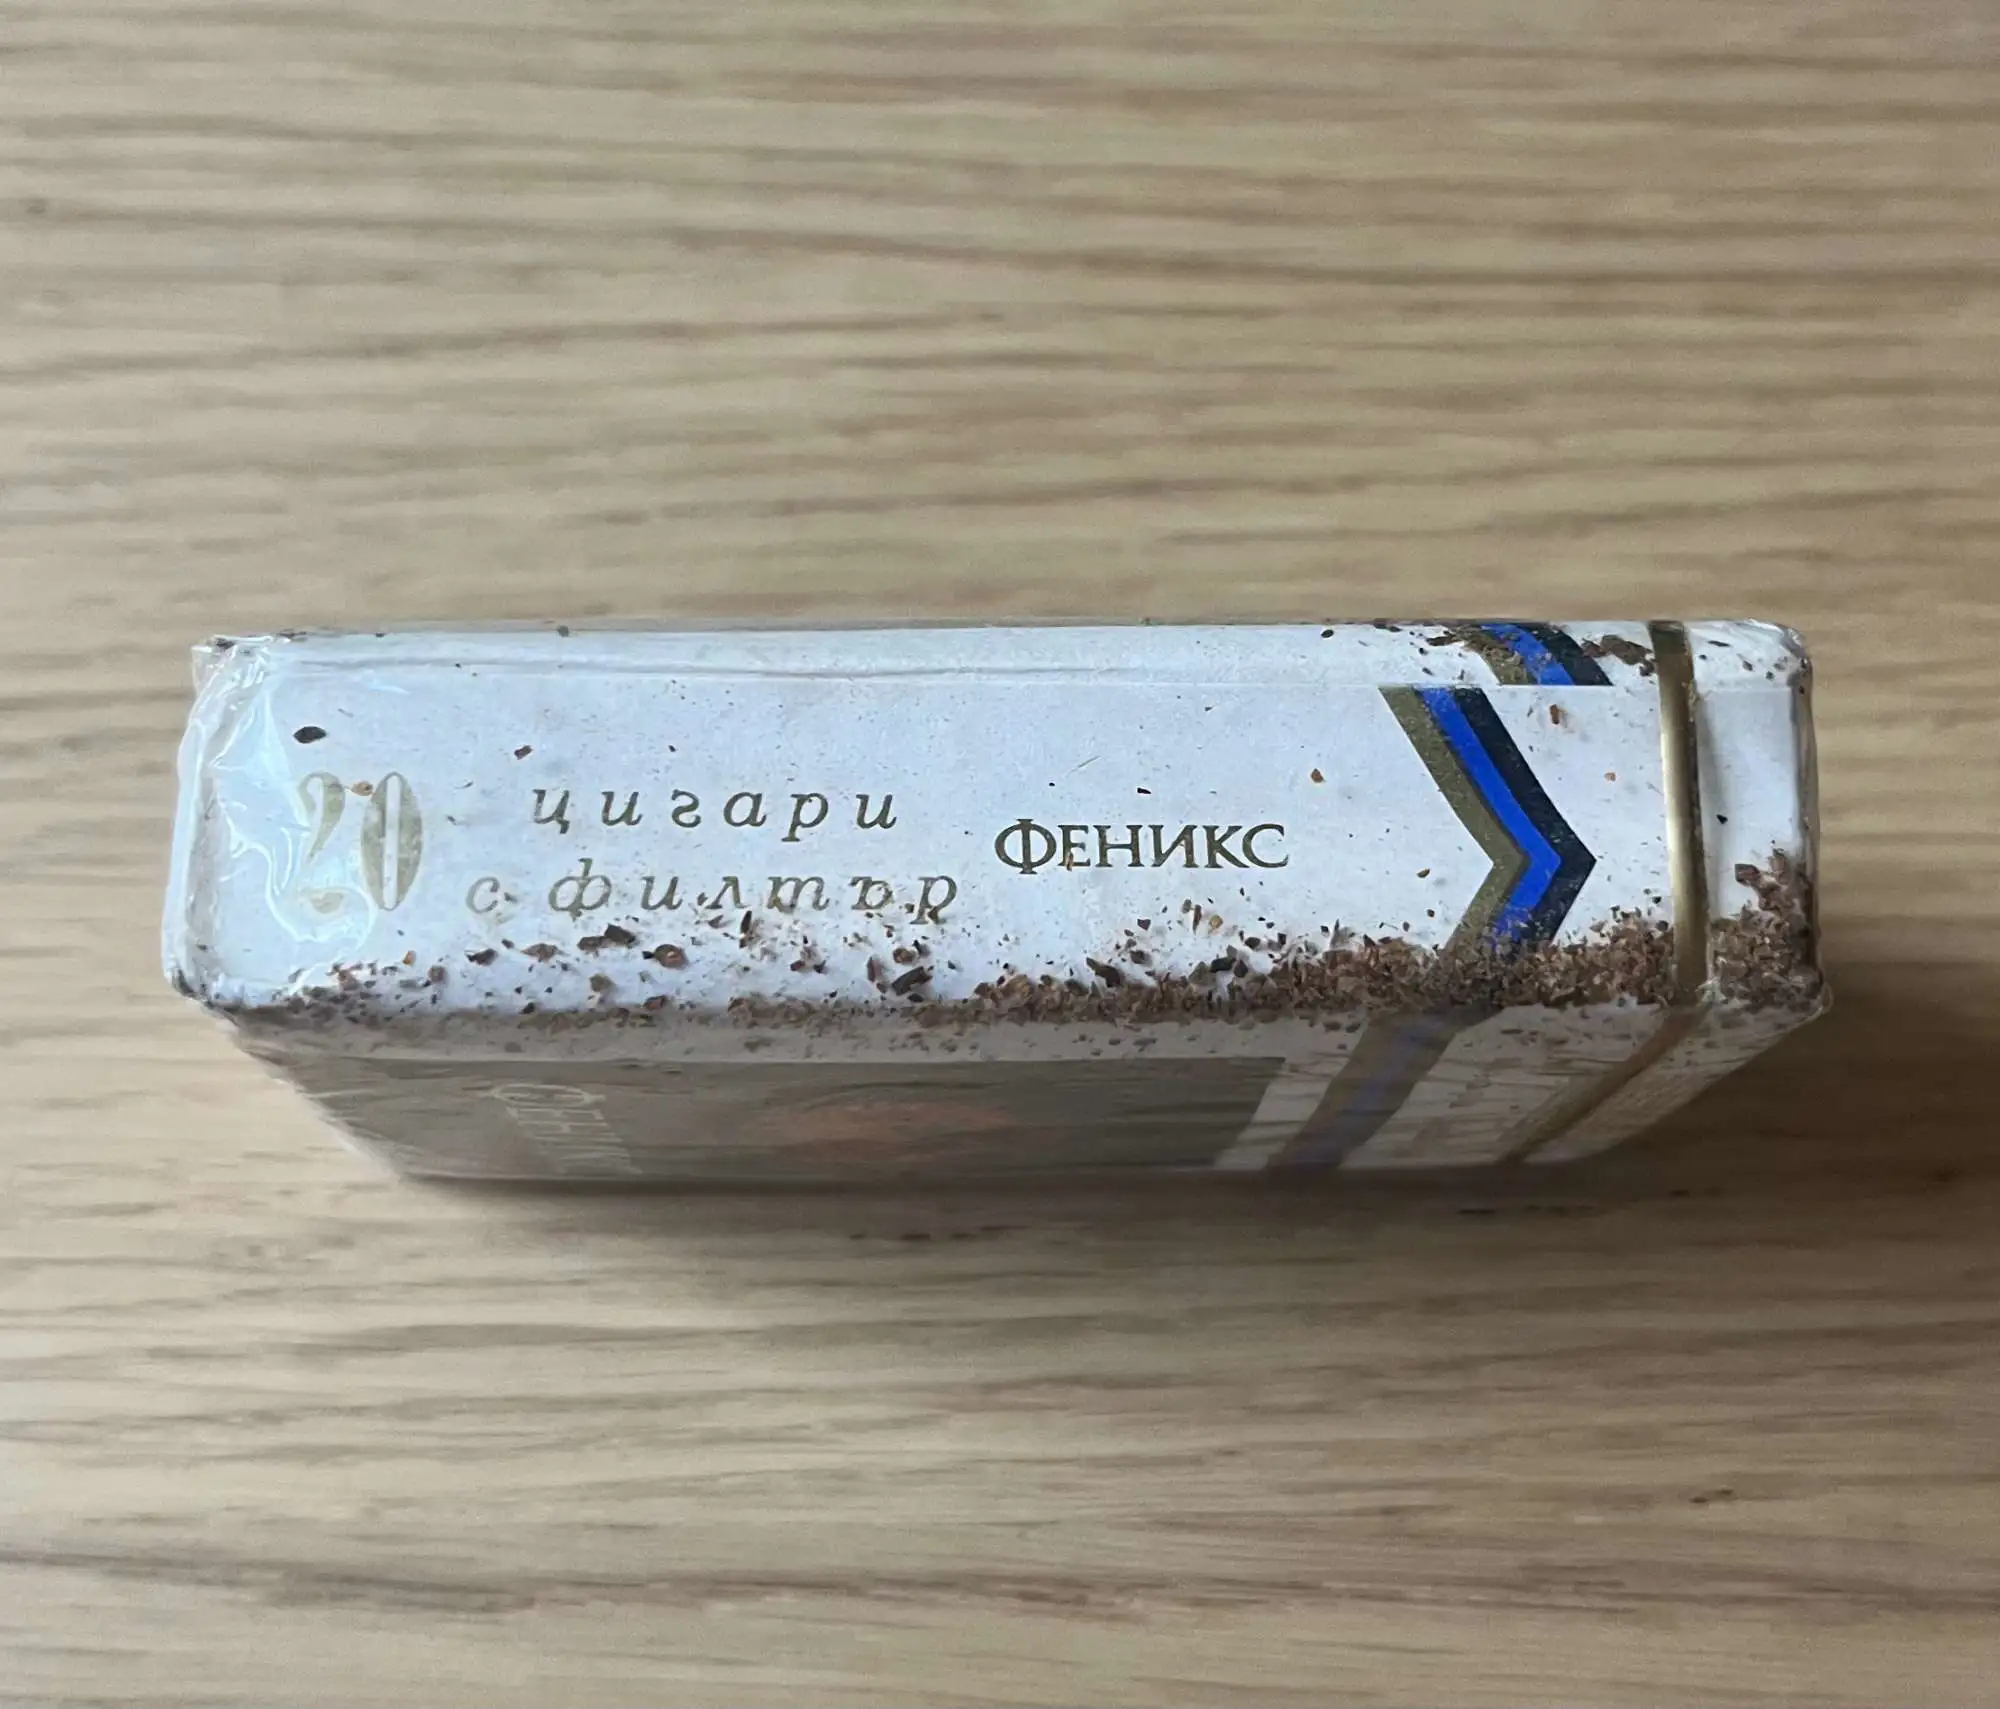 20 цигари
с филтър
ФЕНИКС